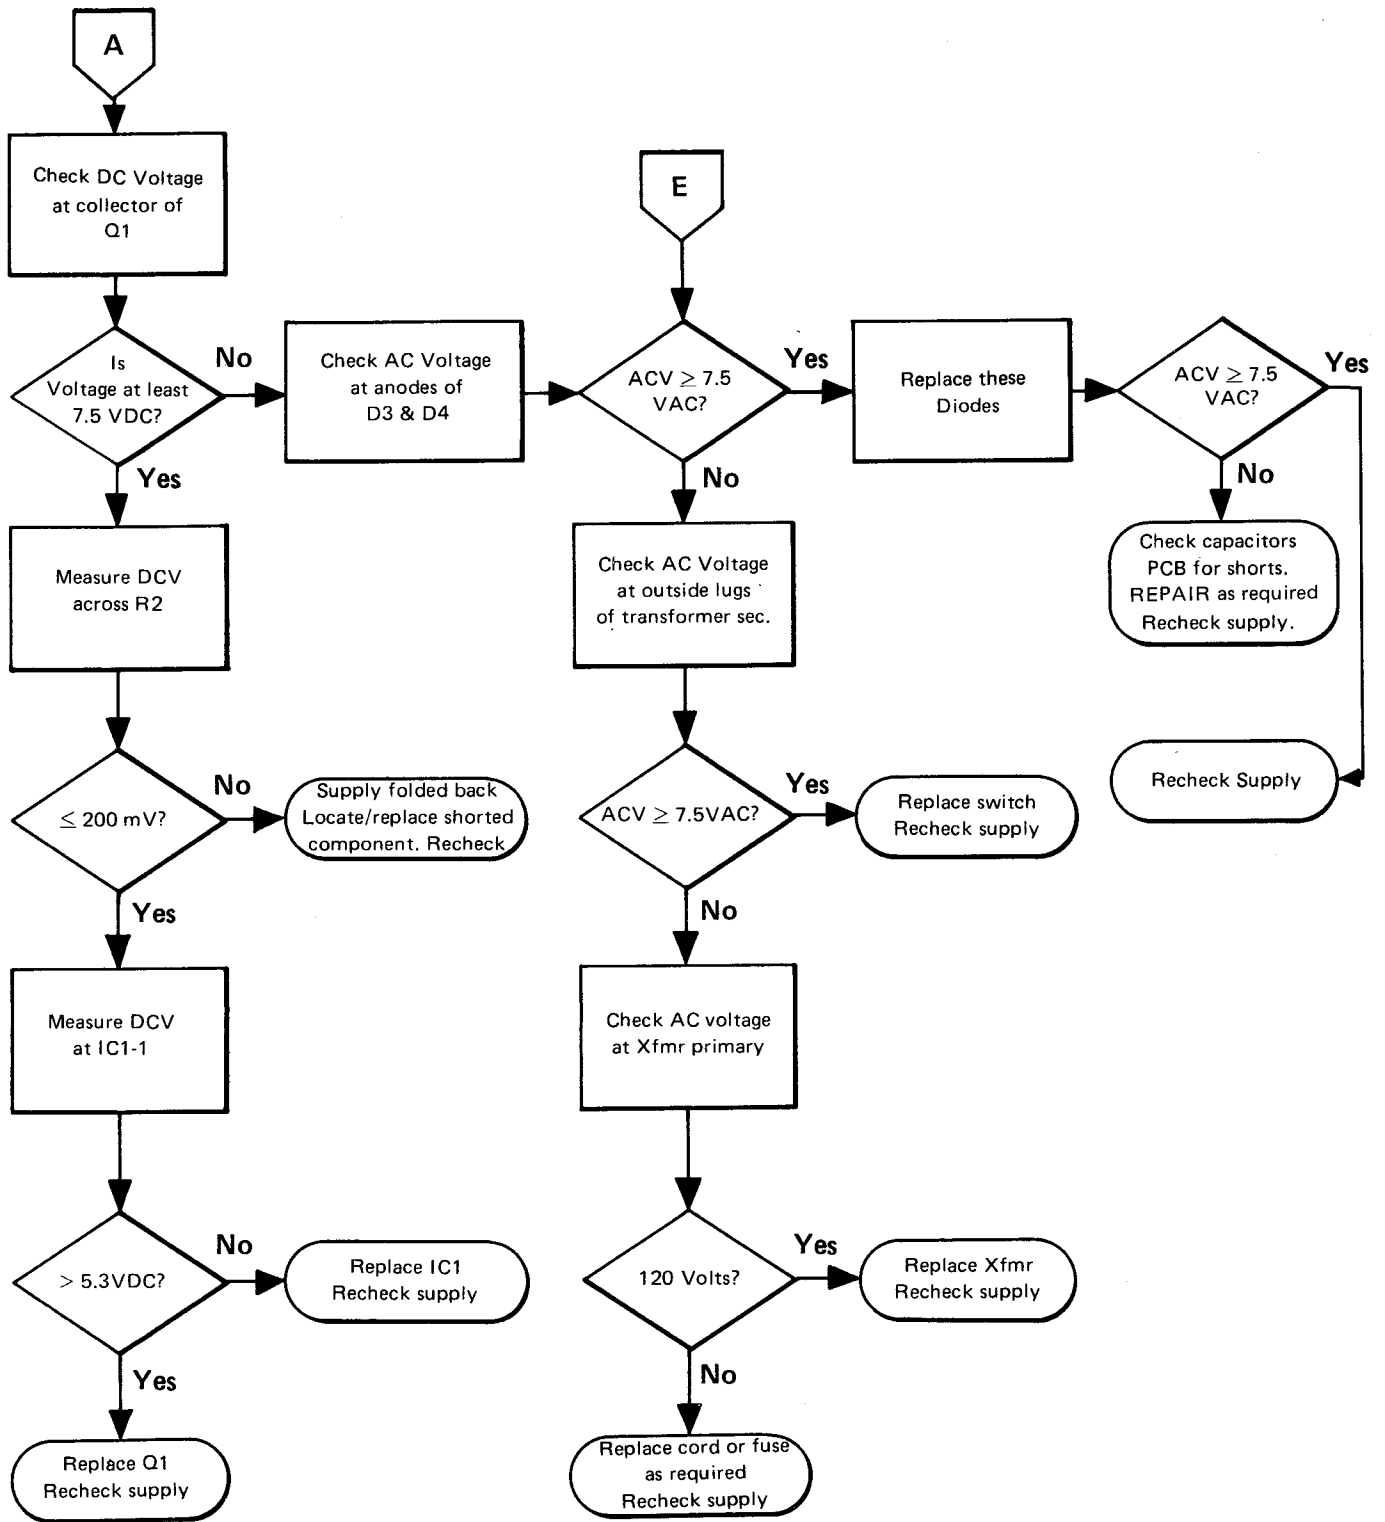 A
Check DC Voltage
at collector of
Q1
Is
Voltage at least
7.5 VDC?
No
Yes
Measure DCV
across R2
≤ 200 mV?
No
Supply folded back
Locate/replace shorted
component. Recheck
Yes
Measure DCV
at IC1-1
> 5.3VDC?
No
Replace IC1
Recheck supply
Yes
Replace Q1
Recheck supply
Check AC Voltage
at anodes of
D3 & D4
E
ACV ≥ 7.5
VAC?
Yes
No
Check AC Voltage
at outside lugs
of transformer sec.
ACV ≥ 7.5VAC?
Yes
Replace switch
Recheck supply
No
Check AC voltage
at Xfmr primary
120 Volts?
Yes
Replace Xfmr
Recheck supply
No
Replace cord or fuse
as required
Recheck supply
Replace these
Diodes
ACV ≥ 7.5
VAC?
Yes
No
Check capacitors
PCB for shorts.
REPAIR as required
Recheck supply.
Recheck Supply